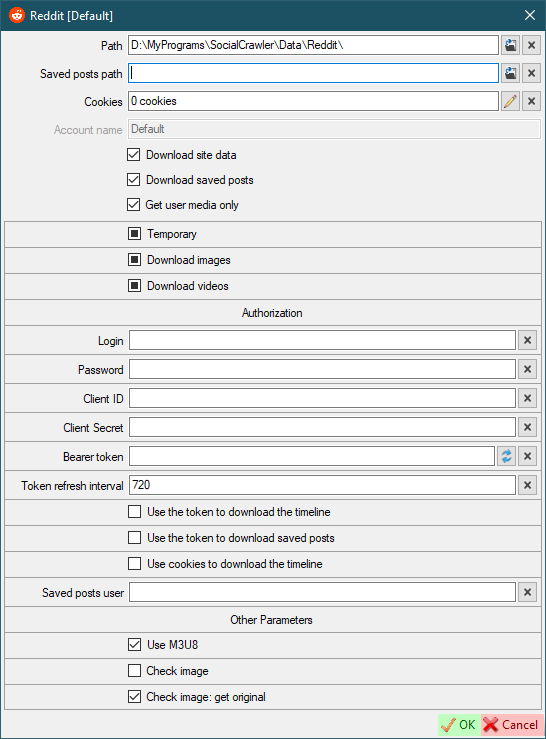 Reddit [Default]
Path D:\MyPrograms\SocialCrawler\Data\Reddit\
Saved posts path
Cookies 0 cookies
Account name Default
Download site data
Download saved posts
Get user media only
Temporary
Download images
Download videos
Authorization
Login
Password
Client ID
Client Secret
Bearer token
Token refresh interval 720
Use the token to download the timeline
Use the token to download saved posts
Use cookies to download the timeline
Saved posts user
Other Parameters
Use M3U8
Check image
Check image: get original
OK Cancel